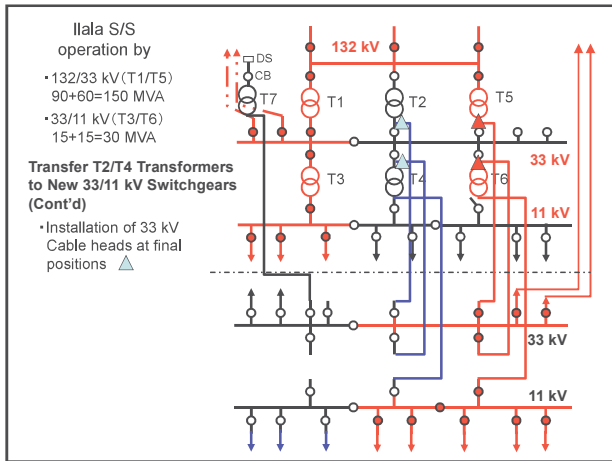 Ilala S/S
operation by
・132/33 kV(T1/T5)
90+60=150 MVA
・33/11 kV(T3/T6)
15+15=30 MVA
Transfer T2/T4 Transformers
to New 33/11 kV Switchgears
(Cont'd)
・Installation of 33 kV
Cable heads at final
positions
DS
CB
T7
132 kV
T1
T2
T5
33 kV
T3
T4
T6
11 kV
33 kV
11 kV